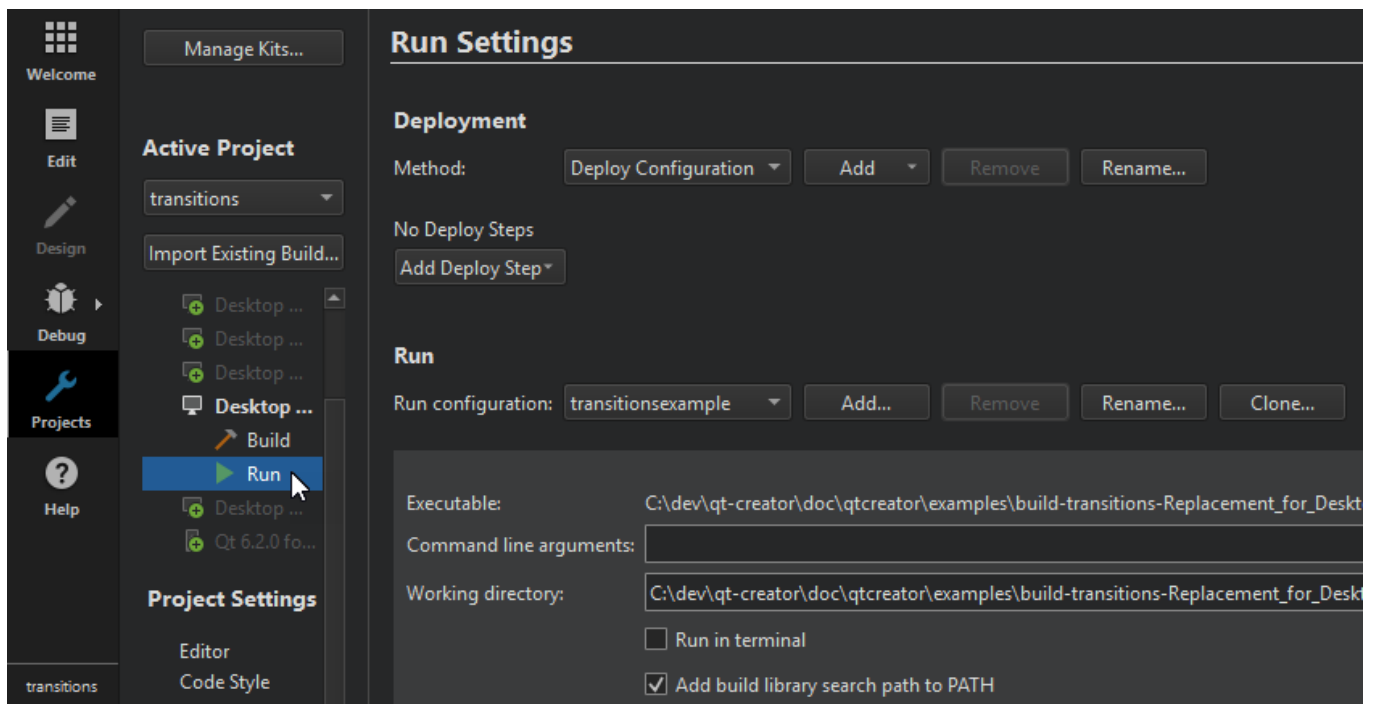 Welcome
Edit
Design
Debug
Projects
Help
transitions
Manage Kits...
Active Project
transitions
Import Existing Build...
Desktop ...
Desktop ...
Desktop ...
Desktop ...
Build
Run
Desktop ...
Qt 6.2.0 fo...
Project Settings
Editor
Code Style
Run Settings
Deployment
Method: Deploy Configuration Add Remove Rename...
No Deploy Steps
Add Deploy Step
Run
Run configuration: transitionsexample Add... Remove Rename... Clone...
Executable: C:\dev\qt-creator\doc\qtcreator\examples\build-transitions-Replacement_for_Deskt
Command line arguments:
Working directory: C:\dev\qt-creator\doc\qtcreator\examples\build-transitions-Replacement_for_Deskt
Run in terminal
Add build library search path to PATH